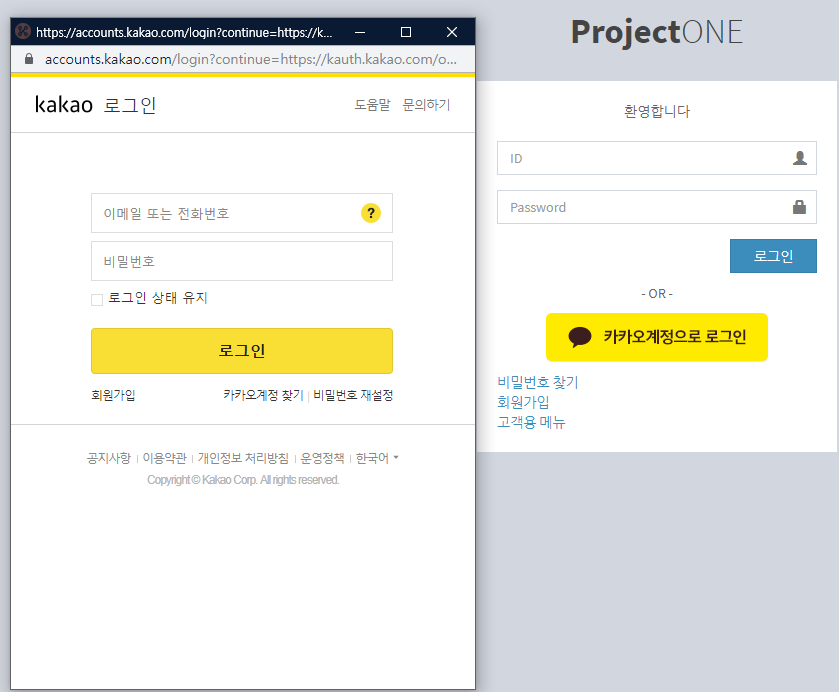 https://accounts.kakao.com/login?continue=https://k...
accounts.kakao.com/login?continue=https://kauth.kakao.com/o...
kakao 로그인
도움말 문의하기
이메일 또는 전화번호
?
비밀번호
로그인 상태 유지
로그인
회원가입
카카오계정 찾기 | 비밀번호 재설정
공지사항 | 이용약관 | 개인정보 처리방침 | 운영정책 | 한국어
Copyright © Kakao Corp. All rights reserved.
ProjectONE
환영합니다
ID
Password
로그인
- OR -
카카오계정으로 로그인
비밀번호 찾기
회원가입
고객용 메뉴